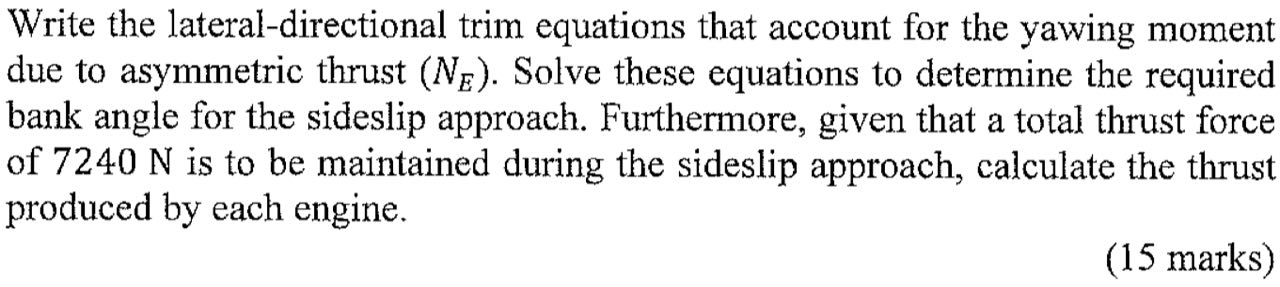 Write the lateral-directional trim equations that account for the yawing moment
due to asymmetric thrust (N_E). Solve these equations to determine the required
bank angle for the sideslip approach. Furthermore, given that a total thrust force
of 7240 N is to be maintained during the sideslip approach, calculate the thrust
produced by each engine.
(15 marks)